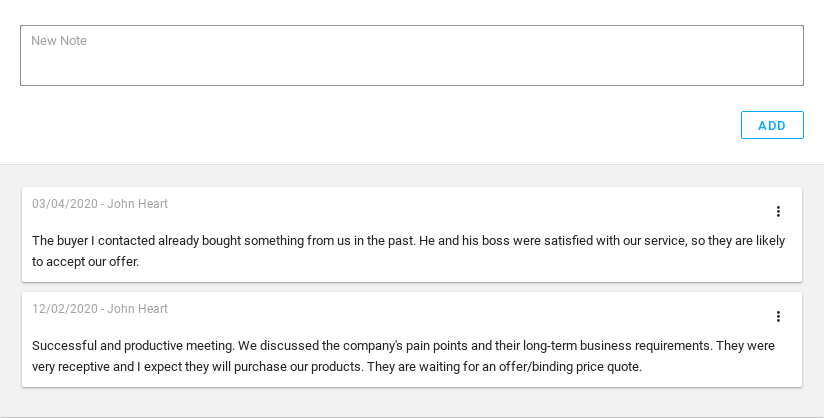 New Note
ADD
03/04/2020 - John Heart
The buyer I contacted already bought something from us in the past. He and his boss were satisfied with our service, so they are likely
to accept our offer.
12/02/2020 - John Heart
Successful and productive meeting. We discussed the company's pain points and their long-term business requirements. They were
very receptive and I expect they will purchase our products. They are waiting for an offer/binding price quote.